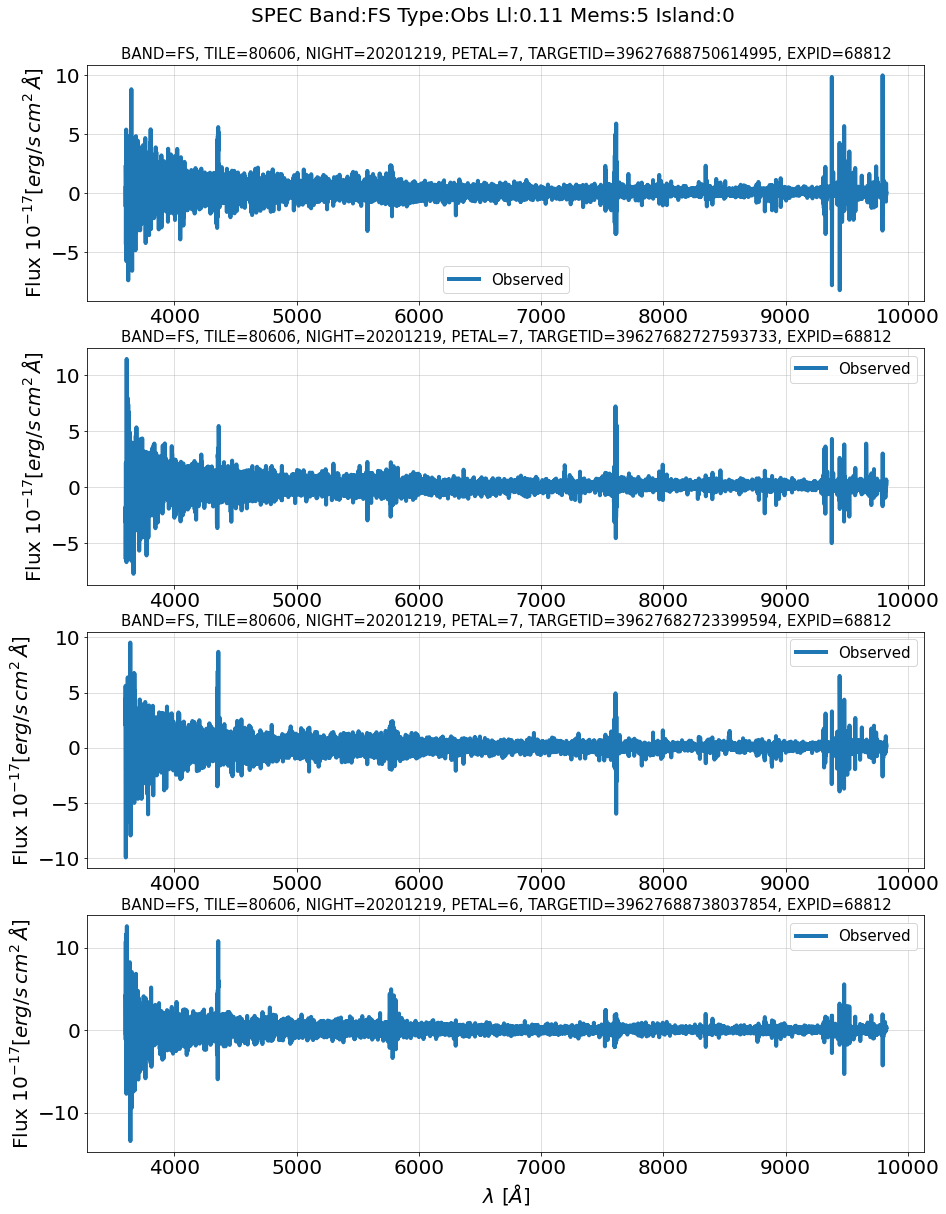 SPEC Band:FS Type:Obs Ll:0.11 Mems:5 Island:0
BAND=FS, TILE=80606, NIGHT=20201219, PETAL=7, TARGETID=39627688750614995, EXPID=68812
10
5
0
−5
Flux 10⁻¹⁷[erg/s cm² Å]
Observed
4000 5000 6000 7000 8000 9000 10000
BAND=FS, TILE=80606, NIGHT=20201219, PETAL=7, TARGETID=39627682727593733, EXPID=68812
10
5
0
−5
Flux 10⁻¹⁷[erg/s cm² Å]
Observed
4000 5000 6000 7000 8000 9000 10000
BAND=FS, TILE=80606, NIGHT=20201219, PETAL=7, TARGETID=39627682723399594, EXPID=68812
10
5
0
−5
−10
Flux 10⁻¹⁷[erg/s cm² Å]
Observed
4000 5000 6000 7000 8000 9000 10000
BAND=FS, TILE=80606, NIGHT=20201219, PETAL=6, TARGETID=39627688738037854, EXPID=68812
10
0
−10
Flux 10⁻¹⁷[erg/s cm² Å]
Observed
4000 5000 6000 7000 8000 9000 10000
λ [Å]